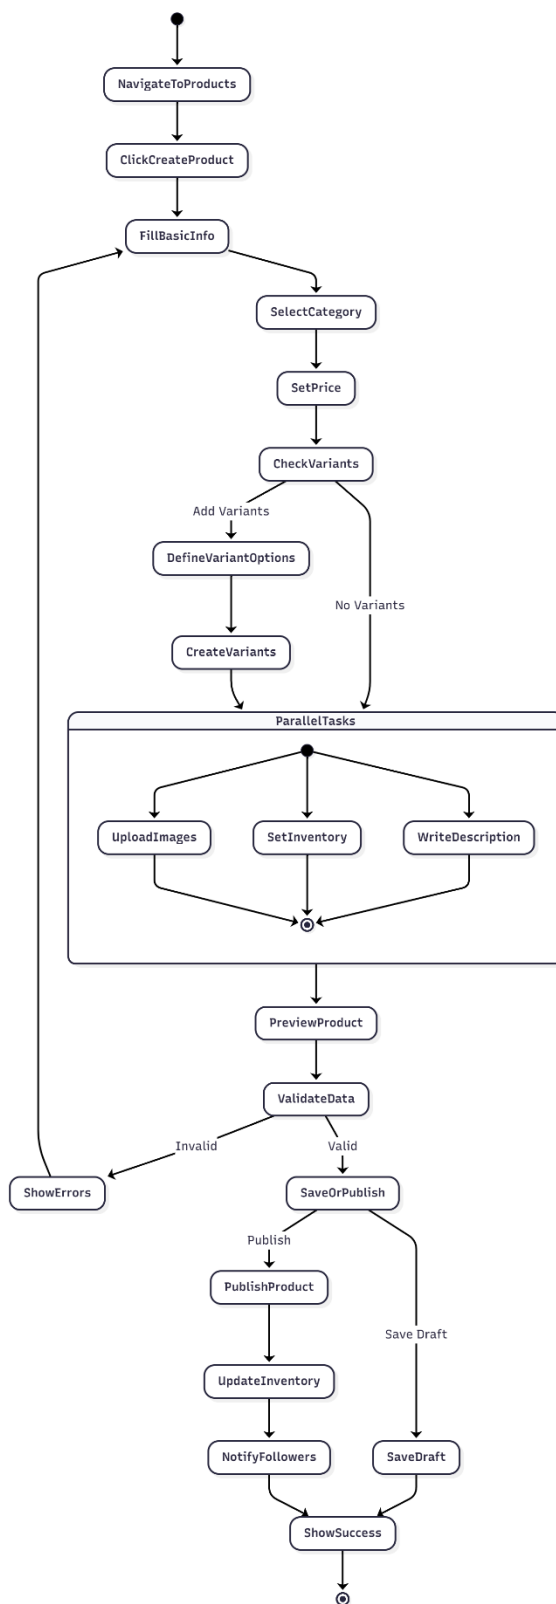 NavigateToProducts
ClickCreateProduct
FillBasicInfo
SelectCategory
SetPrice
CheckVariants
Add Variants
DefineVariantOptions
No Variants
CreateVariants
ParallelTasks
UploadImages
SetInventory
WriteDescription
PreviewProduct
ValidateData
Invalid
Valid
ShowErrors
SaveOrPublish
Publish
PublishProduct
Save Draft
UpdateInventory
NotifyFollowers
SaveDraft
ShowSuccess